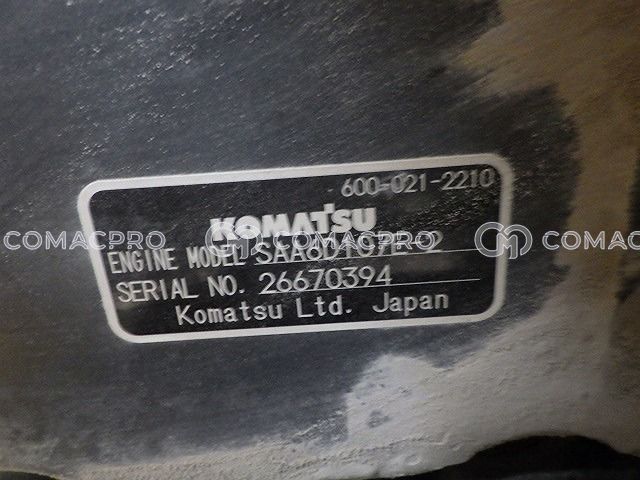 600-021-2210
KOMATSU
ENGINE MODEL SAA6D107E-2
SERIAL NO. 26670394
Komatsu Ltd. Japan
COMACPRO COMACPRO COMACPRO